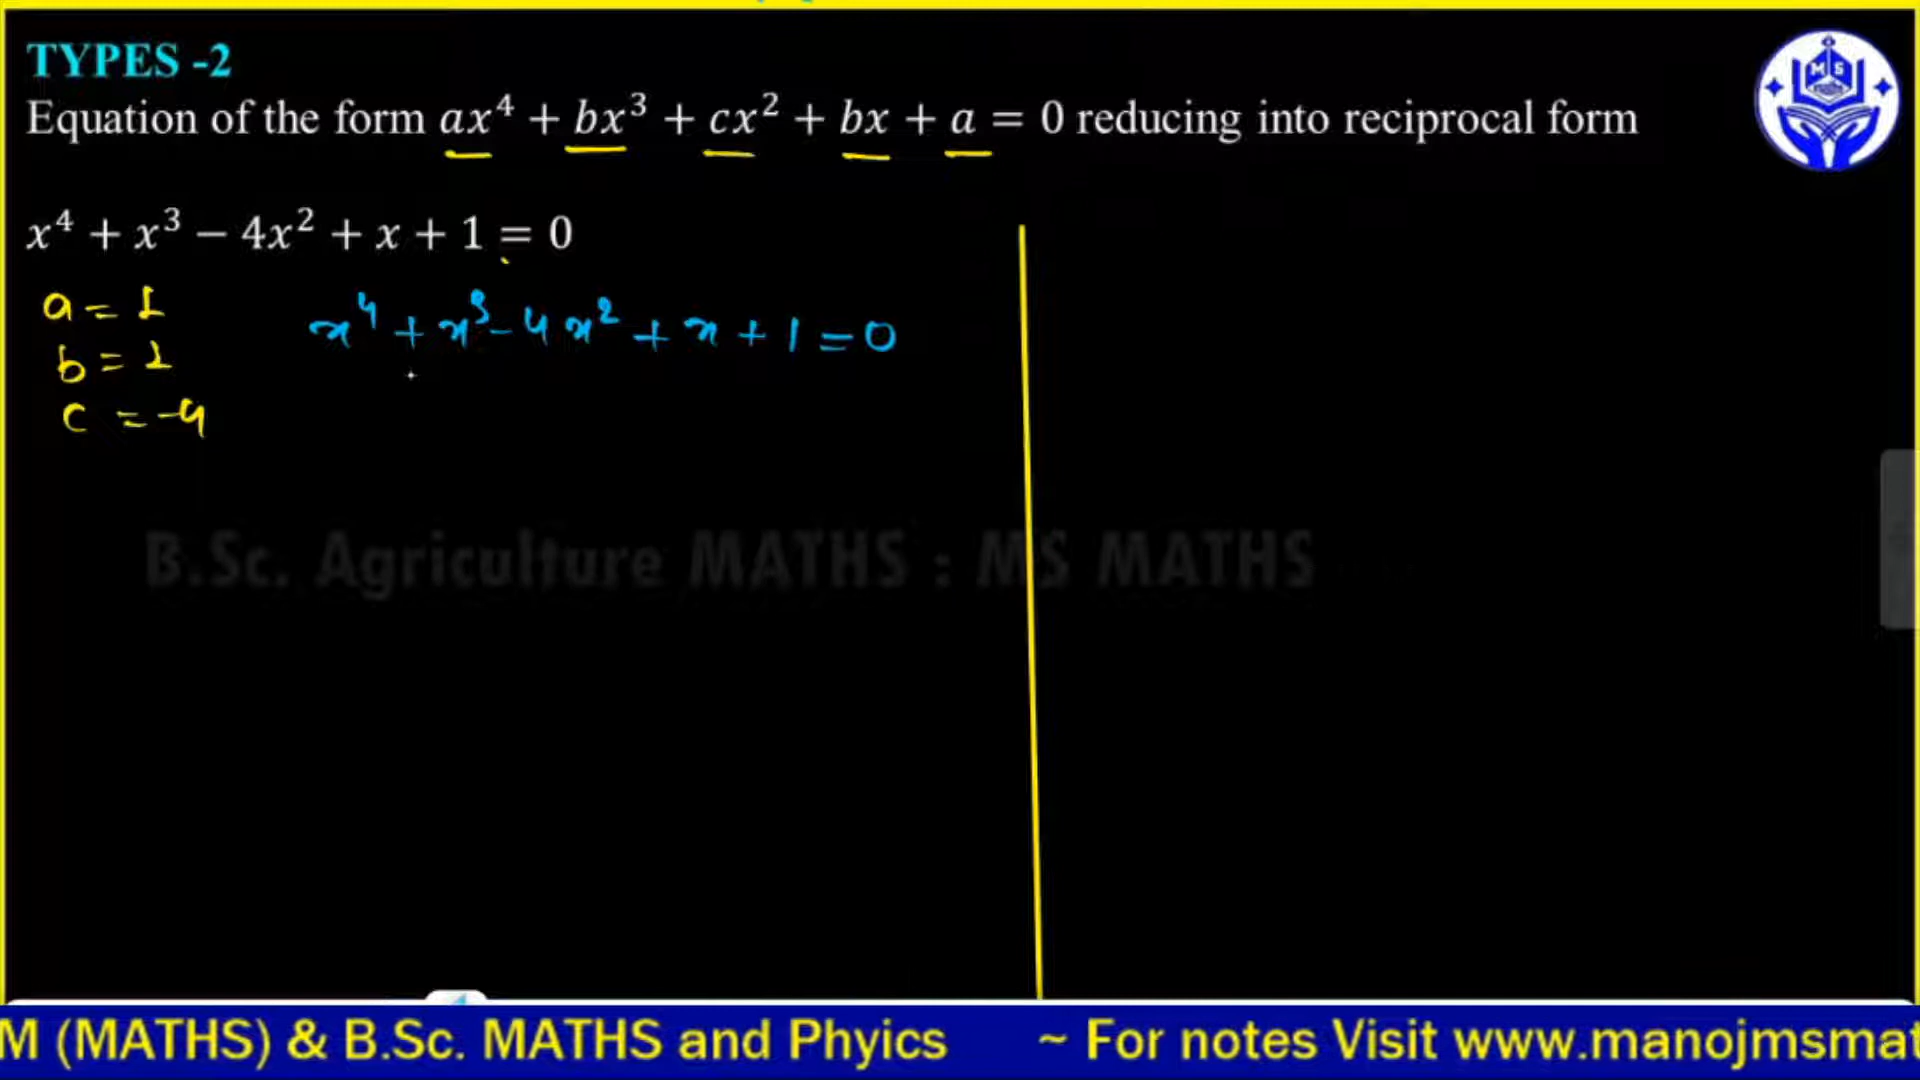 TYPES -2
Equation of the form ax⁴ + bx³ + cx² + bx + a = 0 reducing into reciprocal form
M S
x⁴ + x³ − 4x² + x + 1 = 0
a = 1
x⁴ + x³ - 4x² + x + 1 = 0
b = 1
c = -4
B.Sc. Agriculture MATHS : MS MATHS
M (MATHS) & B.Sc. MATHS and Phyics ~ For notes Visit www.manojmsmat